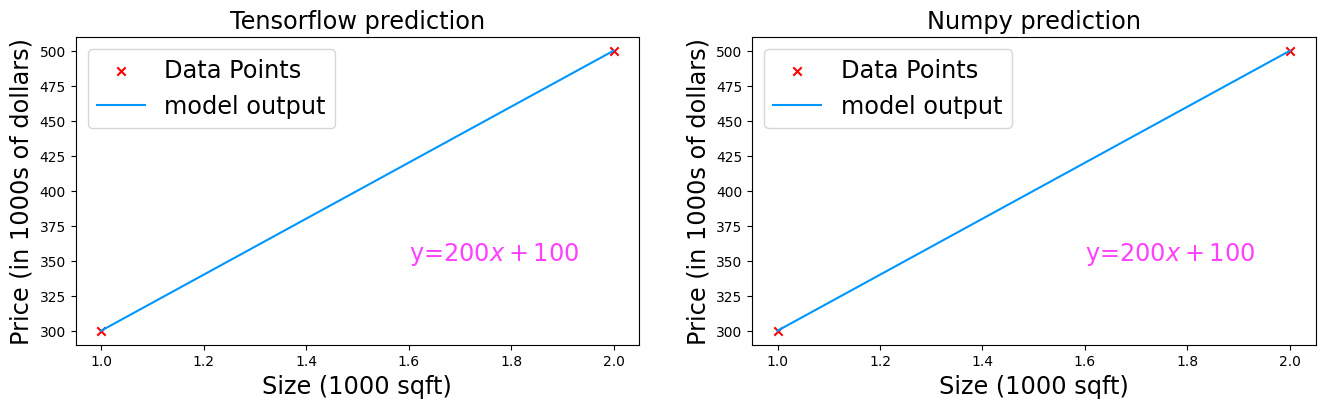 Tensorflow prediction
Price (in 1000s of dollars)
500
475
450
425
400
375
350
325
300
Data Points
model output
y=200x + 100
1.0 1.2 1.4 1.6 1.8 2.0
Size (1000 sqft)
Numpy prediction
Price (in 1000s of dollars)
500
475
450
425
400
375
350
325
300
Data Points
model output
y=200x + 100
1.0 1.2 1.4 1.6 1.8 2.0
Size (1000 sqft)